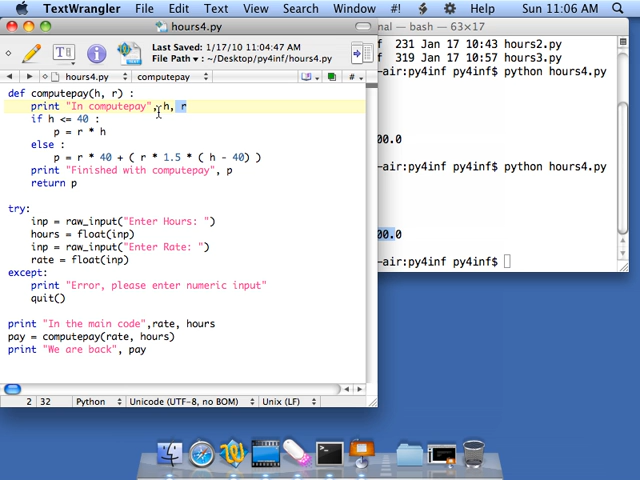 TextWrangler File Edit Text View Search Window #! Help Sun 11:06 AM
hours4.py
Last Saved: 1/17/10 11:04:47 AM
File Path ▾: ~/Desktop/py4inf/hours4.py
hours4.py computepay
def computepay(h, r) :
print "In computepay", h, r
if h <= 40 :
p = r * h
else :
p = r * 40 + ( r * 1.5 * ( h - 40) )
print "Finished with computepay", p
return p
try:
inp = raw_input("Enter Hours: ")
hours = float(inp)
inp = raw_input("Enter Rate: ")
rate = float(inp)
except:
print "Error, please enter numeric input"
quit()
print "In the main code",rate, hours
pay = computepay(rate, hours)
print "We are back", pay
2 32 Python Unicode (UTF-8, no BOM) Unix (LF)
nal — bash — 63×17
231 Jan 17 10:43 hours2.py
319 Jan 17 10:57 hours3.py
-air:py4inf py4inf$ python hours4.py
00.0
-air:py4inf py4inf$ python hours4.py
00.0
-air:py4inf py4inf$